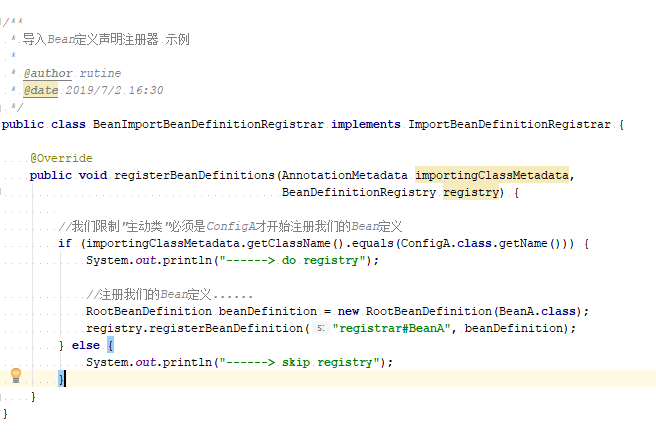 /**
 * 导入Bean定义声明注册器 示例
 *
 * @author rutine
 * @date 2019/7/2 16:30
 */
public class BeanImportBeanDefinitionRegistrar implements ImportBeanDefinitionRegistrar {
    @Override
    public void registerBeanDefinitions(AnnotationMetadata importingClassMetadata,
                                        BeanDefinitionRegistry registry) {
        //我们限制"主动类"必须是ConfigA才开始注册我们的Bean定义
        if (importingClassMetadata.getClassName().equals(ConfigA.class.getName())) {
            System.out.println("------> do registry");
            //注册我们的Bean定义......
            RootBeanDefinition beanDefinition = new RootBeanDefinition(BeanA.class);
            registry.registerBeanDefinition( s: "registrar#BeanA", beanDefinition);
        } else {
            System.out.println("------> skip registry");
        }
    }
}